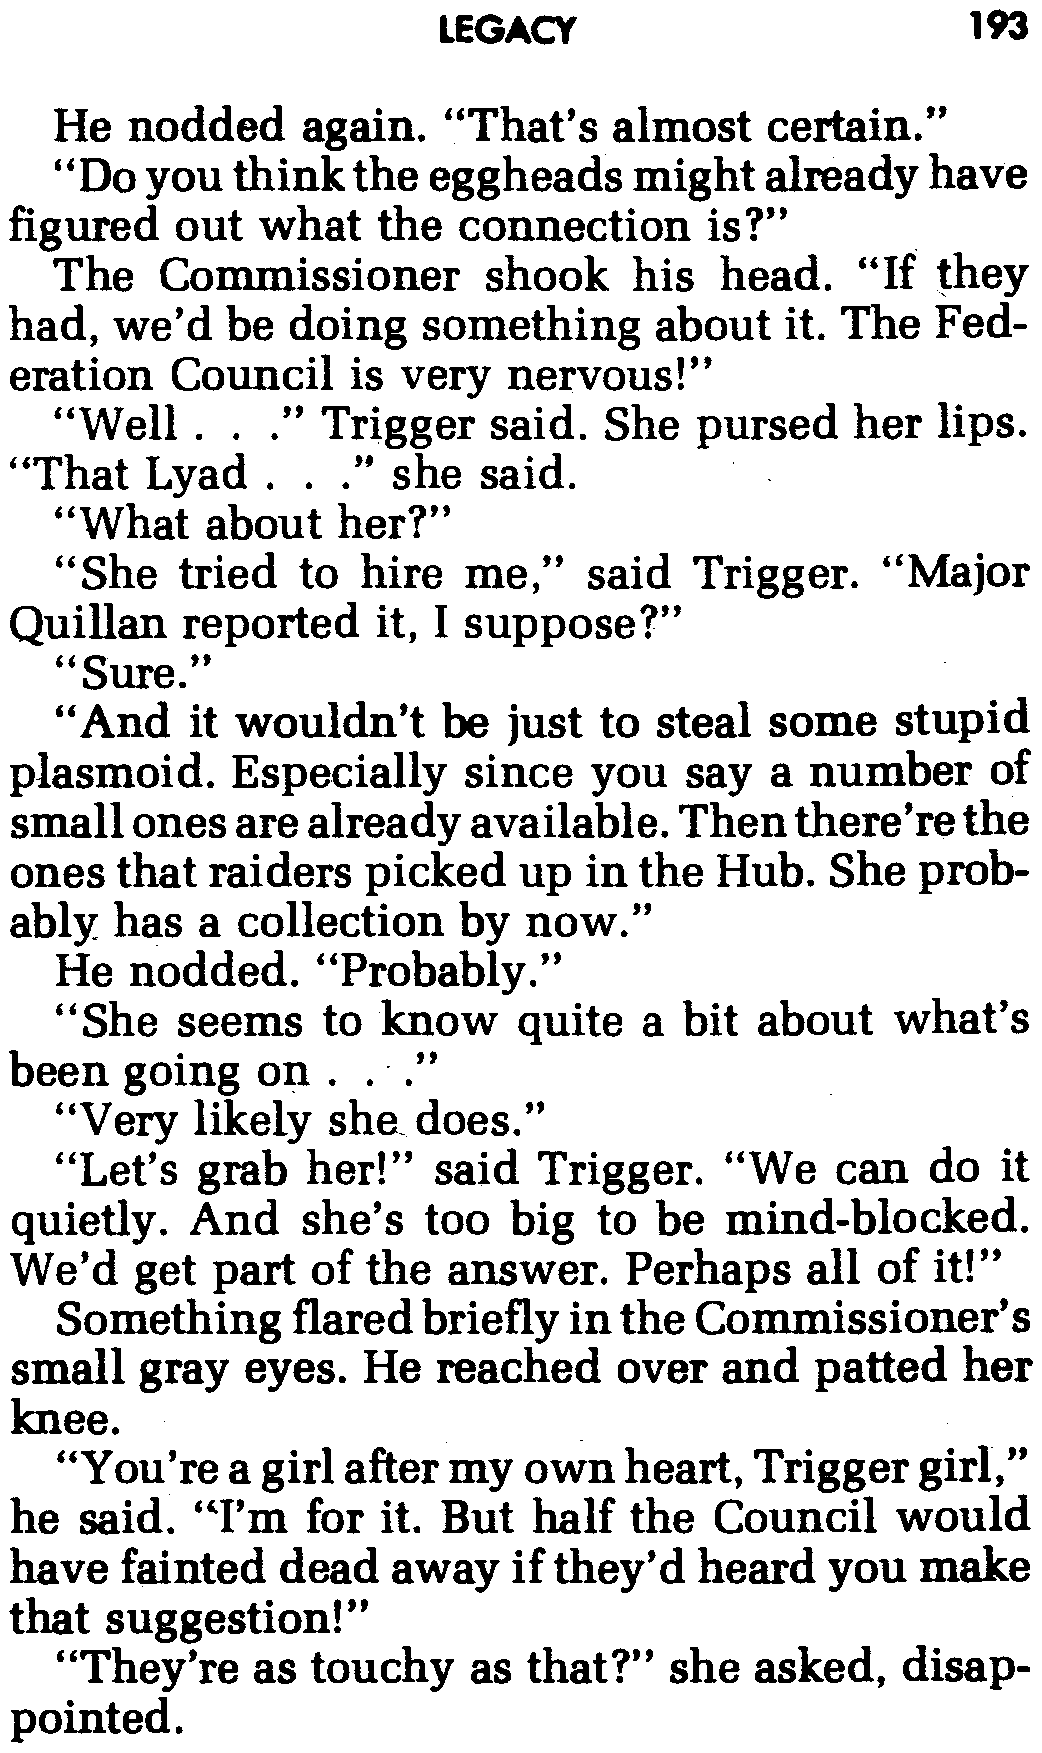 LEGACY 193
He nodded again. “That’s almost certain.”
“Do you think the eggheads might already have
figured out what the connection is?”
The Commissioner shook his head. “If they
had, we’d be doing something about it. The Fed-
eration Council is very nervous!”
“Well . . .” Trigger said. She pursed her lips.
“That Lyad . . .” she said.
“What about her?”
“She tried to hire me,” said Trigger. “Major
Quillan reported it, I suppose?”
“Sure.”
“And it wouldn’t be just to steal some stupid
plasmoid. Especially since you say a number of
small ones are already available. Then there’re the
ones that raiders picked up in the Hub. She prob-
ably has a collection by now.”
He nodded. “Probably.”
“She seems to know quite a bit about what’s
been going on . . .”
“Very likely she does.”
“Let’s grab her!” said Trigger. “We can do it
quietly. And she’s too big to be mind-blocked.
We’d get part of the answer. Perhaps all of it!”
Something flared briefly in the Commissioner’s
small gray eyes. He reached over and patted her
knee.
“You’re a girl after my own heart, Trigger girl,”
he said. “I’m for it. But half the Council would
have fainted dead away if they’d heard you make
that suggestion!”
“They’re as touchy as that?” she asked, disap-
pointed.